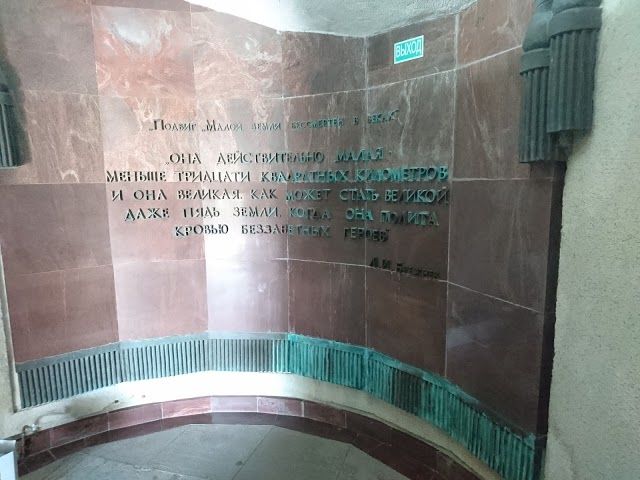 ВЫХОД
„Подвиг „Малой земли бессмертен в веках"
„ОНА ДЕЙСТВИТЕЛЬНО МАЛАЯ -
МЕНЬШЕ ТРИДЦАТИ КВАДРАТНЫХ КИЛОМЕТРОВ
И ОНА ВЕЛИКАЯ, КАК МОЖЕТ СТАТЬ ВЕЛИКОЙ
ДАЖЕ ПЯДЬ ЗЕМЛИ, КОГДА ОНА ПОЛИТА
КРОВЬЮ БЕЗЗАВЕТНЫХ ГЕРОЕВ"
Л.И. Брежнев